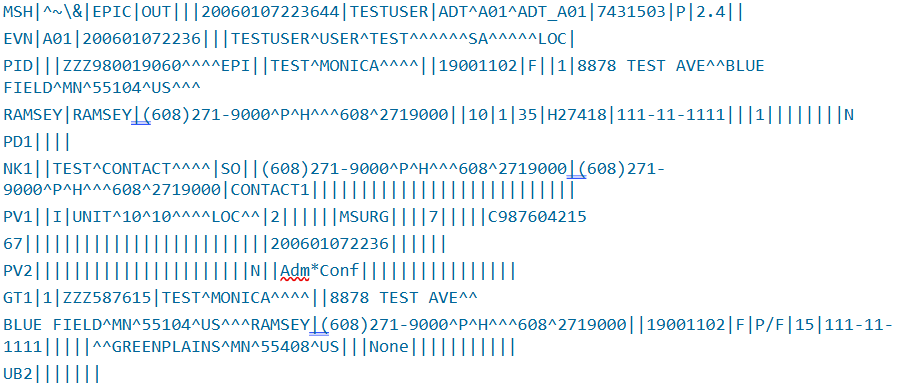 MSH|^~\&|EPIC|OUT|||20060107223644|TESTUSER|ADT^A01^ADT_A01|7431503|P|2.4||
EVN|A01|200601072236|||TESTUSER^USER^TEST^^^^^^SA^^^^^LOC|
PID|||ZZZ980019060^^^^EPI||TEST^MONICA^^^^||19001102|F||1|8878 TEST AVE^^BLUE
FIELD^MN^55104^US^^^
RAMSEY|RAMSEY|(608)271-9000^P^H^^^608^2719000||10|1|35|H27418|111-11-1111|||1||||||||N
PD1||||
NK1||TEST^CONTACT^^^^|SO||(608)271-9000^P^H^^^608^2719000|(608)271-
9000^P^H^^^608^2719000|CONTACT1|||||||||||||||||||||||||||
PV1||I|UNIT^10^10^^^^LOC^^|2||||||MSURG||||7|||||C987604215
67|||||||||||||||||||||||||200601072236||||||
PV2||||||||||||||||||||||N||Adm*Conf||||||||||||||||
GT1|1|ZZZ587615|TEST^MONICA^^^^||8878 TEST AVE^^
BLUE FIELD^MN^55104^US^^^RAMSEY|(608)271-9000^P^H^^^608^2719000||19001102|F|P/F|15|111-11-
1111|||||^^GREENPLAINS^MN^55408^US|||None|||||||||||
UB2|||||||